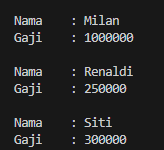 Nama    : Milan
Gaji    : 1000000
Nama    : Renaldi
Gaji    : 250000
Nama    : Siti
Gaji    : 300000